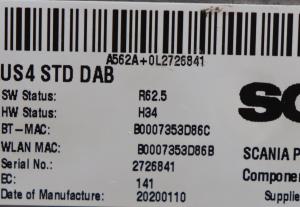 A562A+0L2726841
US4 STD DAB
SW Status: R62.5
HW Status: H34
BT-MAC: B0007353D86C
WLAN MAC: B0007353D86B
Serial No.: 2726841
EC: 141
Date of Manufacture: 20200110
SC
SCANIA P
Componen
Supplie